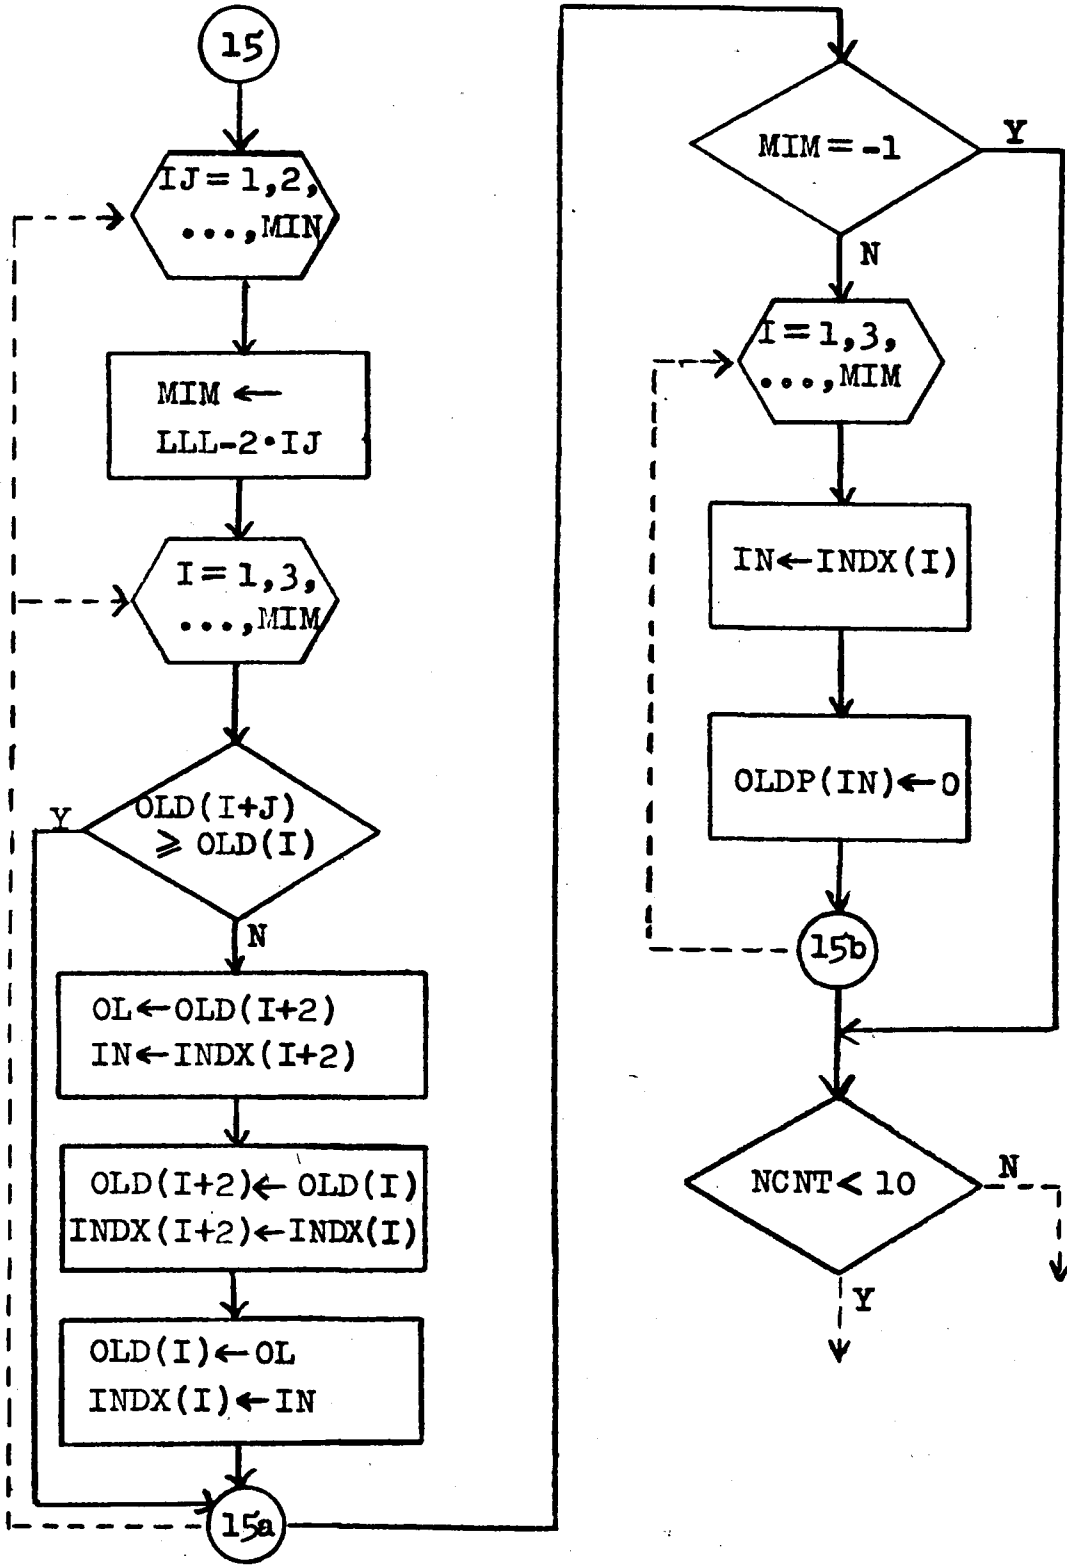 15
IJ=1,2,
...,MIN
MIM ←
LLL-2•IJ
I=1,3,
...,MIM
OLD(I+J)
⩾ OLD(I)
Y
N
OL←OLD(I+2)
IN←INDX(I+2)
OLD(I+2)← OLD(I)
INDX(I+2)←INDX(I)
OLD(I)←OL
INDX(I)←IN
15a
MIM=-1
Y
N
I=1,3,
...,MIM
IN←INDX(I)
OLDP(IN)←0
15b
NCNT< 10
N
Y